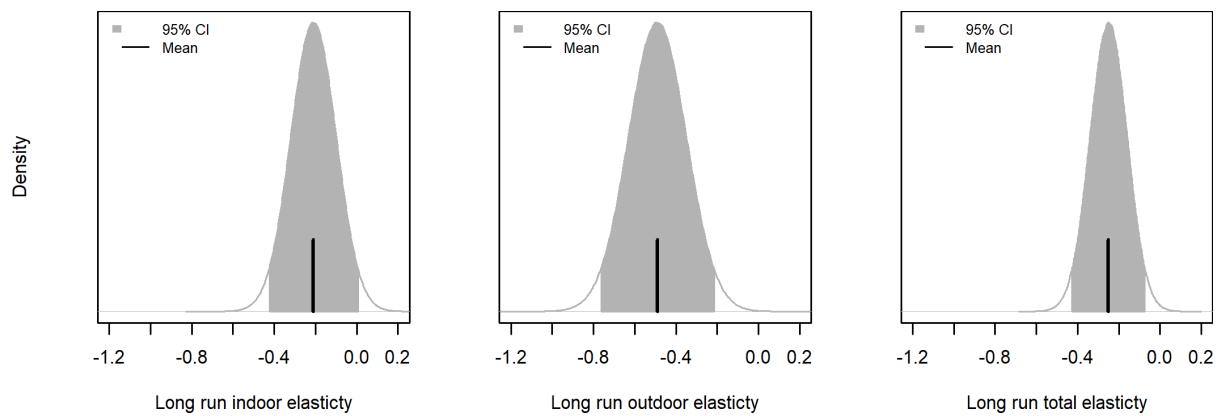 95% CI
Mean
95% CI
Mean
95% CI
Mean
Density
-1.2 -0.8 -0.4 0.0 0.2
-1.2 -0.8 -0.4 0.0 0.2
-1.2 -0.8 -0.4 0.0 0.2
Long run indoor elasticty
Long run outdoor elasticty
Long run total elasticty